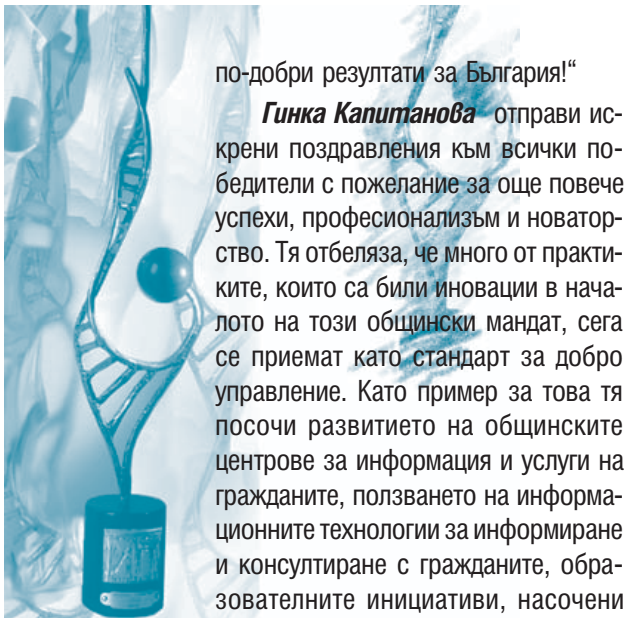 по-добри резултати за България!“
Гинка Капитанова отправи ис-
крени поздравления към всички по-
бедители с пожелание за още повече
успехи, професионализъм и новатор-
ство. Тя отбеляза, че много от практи-
ките, които са били иновации в нача-
лото на този общински мандат, сега
се приемат като стандарт за добро
управление. Като пример за това тя
посочи развитието на общинските
центрове за информация и услуги на
гражданите, ползването на информа-
ционните технологии за информиране
и консултиране с гражданите, обра-
зователните инициативи, насочени